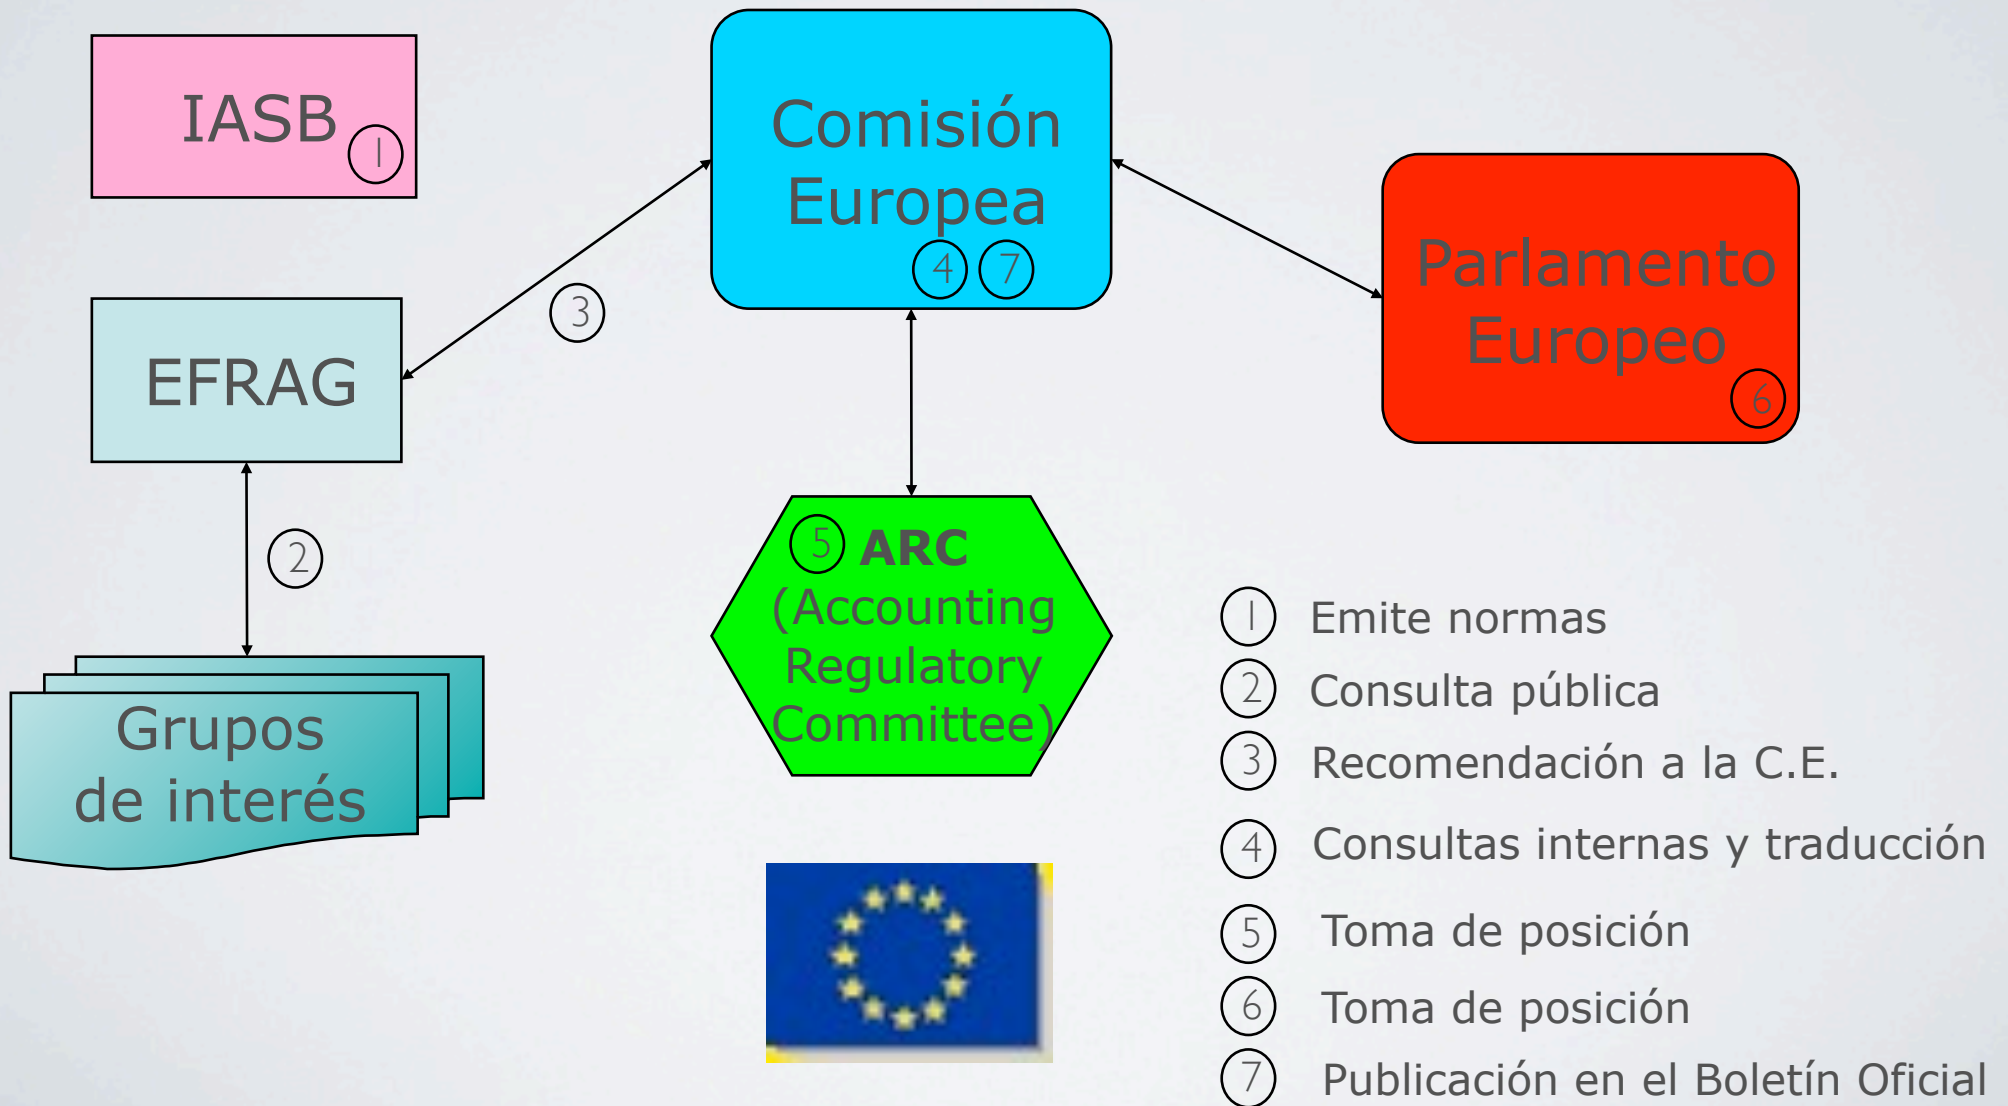 IASB
1
Comisión
Europea
4 7
Parlamento
Europeo
6
3
EFRAG
2
5 ARC
(Accounting
Regulatory
Committee)
Grupos
de interés
1 Emite normas
2 Consulta pública
3 Recomendación a la C.E.
4 Consultas internas y traducción
5 Toma de posición
6 Toma de posición
7 Publicación en el Boletín Oficial